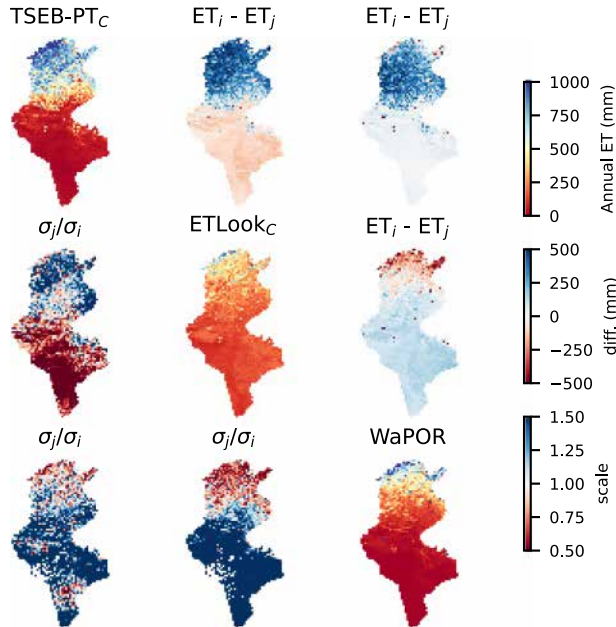 TSEB-PT_C ET_i - ET_j ET_i - ET_j
1000
750
500
250
0
Annual ET (mm)
σ_j/σ_i ETLook_C ET_i - ET_j
500
250
0
−250
−500
diff. (mm)
σ_j/σ_i σ_j/σ_i WaPOR
1.50
1.25
1.00
0.75
0.50
scale